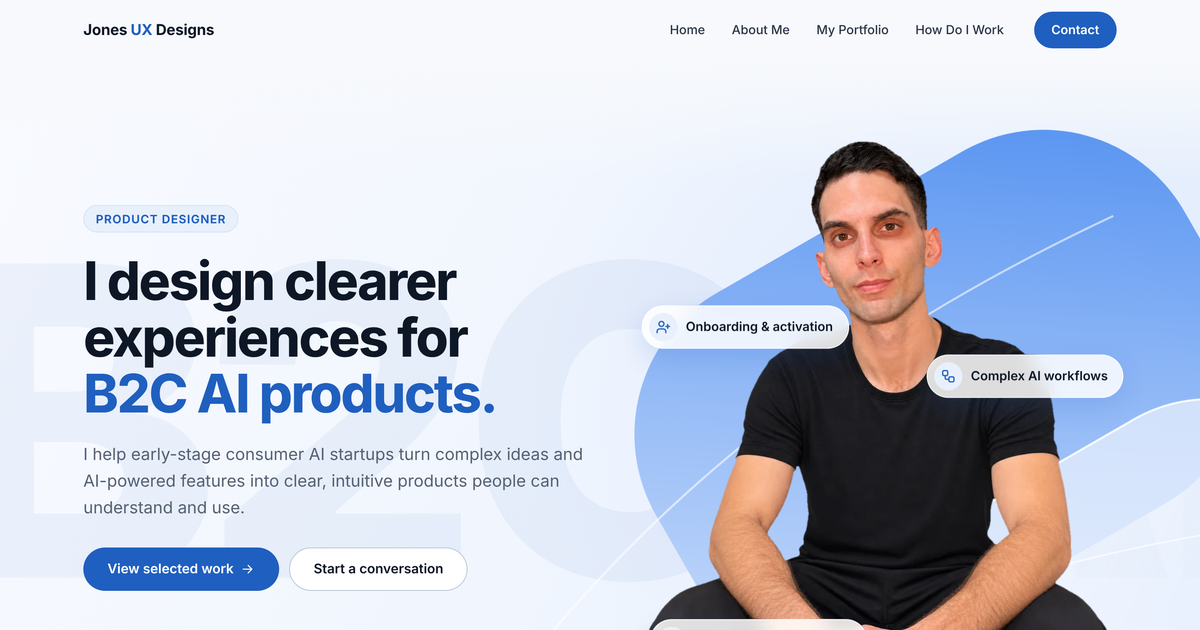 Jones UX Designs
Home About Me My Portfolio How Do I Work Contact
PRODUCT DESIGNER
I design clearer
experiences for
B2C AI products.
I help early-stage consumer AI startups turn complex ideas and
AI-powered features into clear, intuitive products people can
understand and use.
View selected work →
Start a conversation
Onboarding & activation
Complex AI workflows
B2C